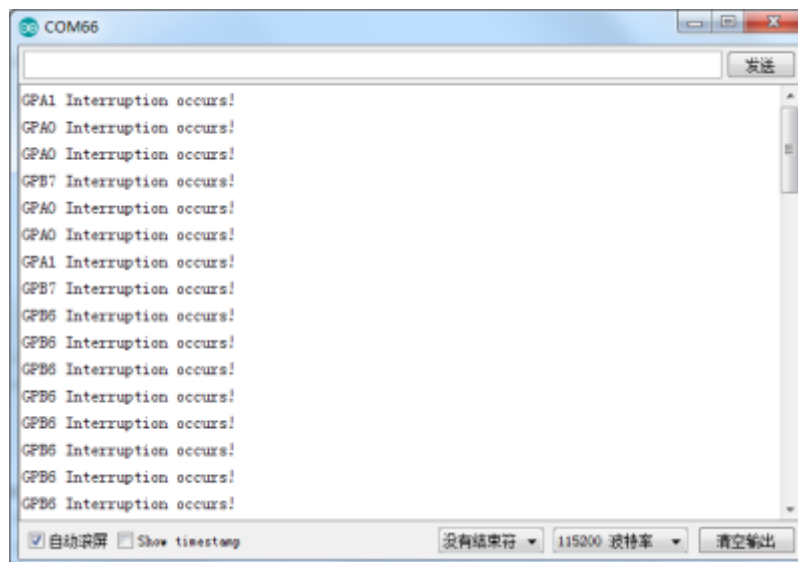 COM66
发送
GPA1 Interruption occurs!
GPA0 Interruption occurs!
GPA0 Interruption occurs!
GPB7 Interruption occurs!
GPA0 Interruption occurs!
GPA0 Interruption occurs!
GPA1 Interruption occurs!
GPB7 Interruption occurs!
GPB6 Interruption occurs!
GPB6 Interruption occurs!
GPB6 Interruption occurs!
GPB6 Interruption occurs!
GPB6 Interruption occurs!
GPB6 Interruption occurs!
GPB6 Interruption occurs!
GPB6 Interruption occurs!
自动滚屏 Show timestamp 没有结束符 115200 波特率 清空输出